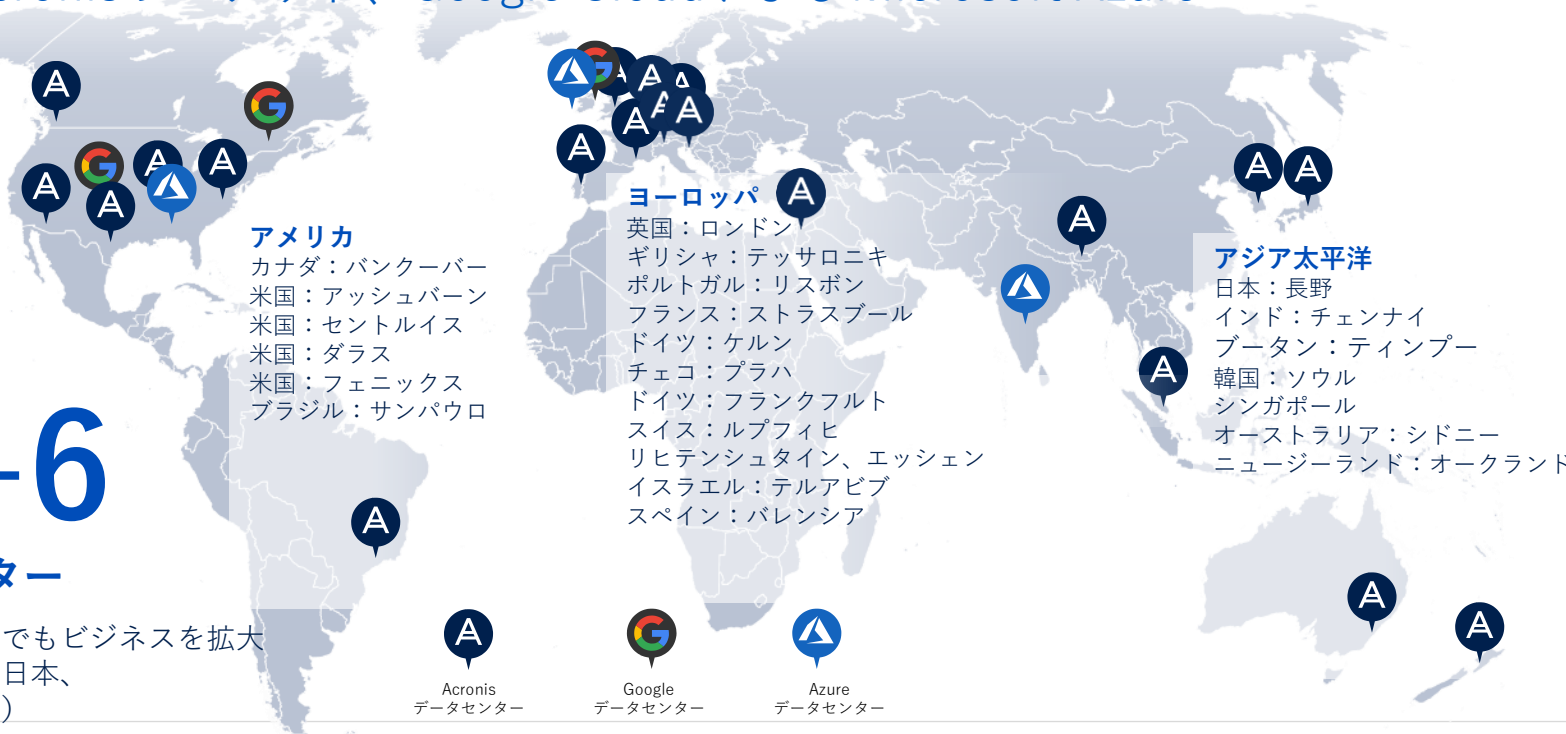 Google Cloud
Microsoft Azure
アメリカ
カナダ：バンクーバー
米国：アッシュバーン
米国：セントルイス
米国：ダラス
米国：フェニックス
ブラジル：サンパウロ
ヨーロッパ
英国：ロンドン
ギリシャ：テッサロニキ
ポルトガル：リスボン
フランス：ストラスブール
ドイツ：ケルン
チェコ：プラハ
ドイツ：フランクフルト
スイス：ルプフィヒ
リヒテンシュタイン、エッシェン
イスラエル：テルアビブ
スペイン：バレンシア
アジア太平洋
日本：長野
インド：チェンナイ
ブータン：ティンプー
韓国：ソウル
シンガポール
オーストラリア：シドニー
ニュージーランド：オークランド
6
ター
でもビジネスを拡大
日本、
）
Acronis
データセンター
Google
データセンター
Azure
データセンター